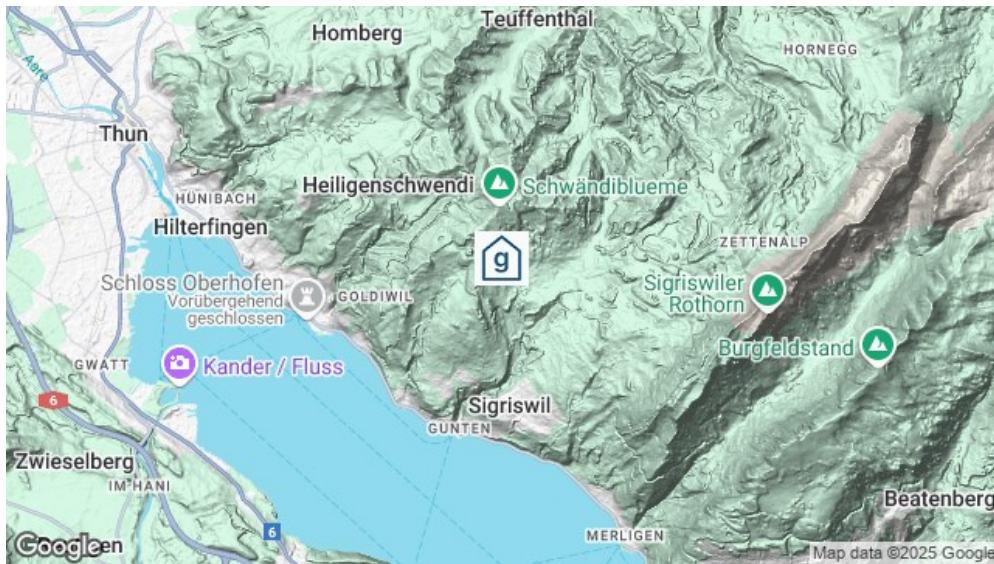 Teuffenthal
Homberg
HORNEGG
Aare
Thun
Heiligenschwendi
Schwändiblueme
HÜNIBACH
Hilterfingen
ZETTENALP
g
Schloss Oberhofen
Vorübergehend
geschlossen
GOLDIWIL
Sigriswiler
Rothorn
Burgfeldstand
GWATT
Kander / Fluss
6
Sigriswil
GUNTEN
Zwieselberg
IM HANI
Beatenberg
6
MERLIGEN
Google
Map data ©2025 Google